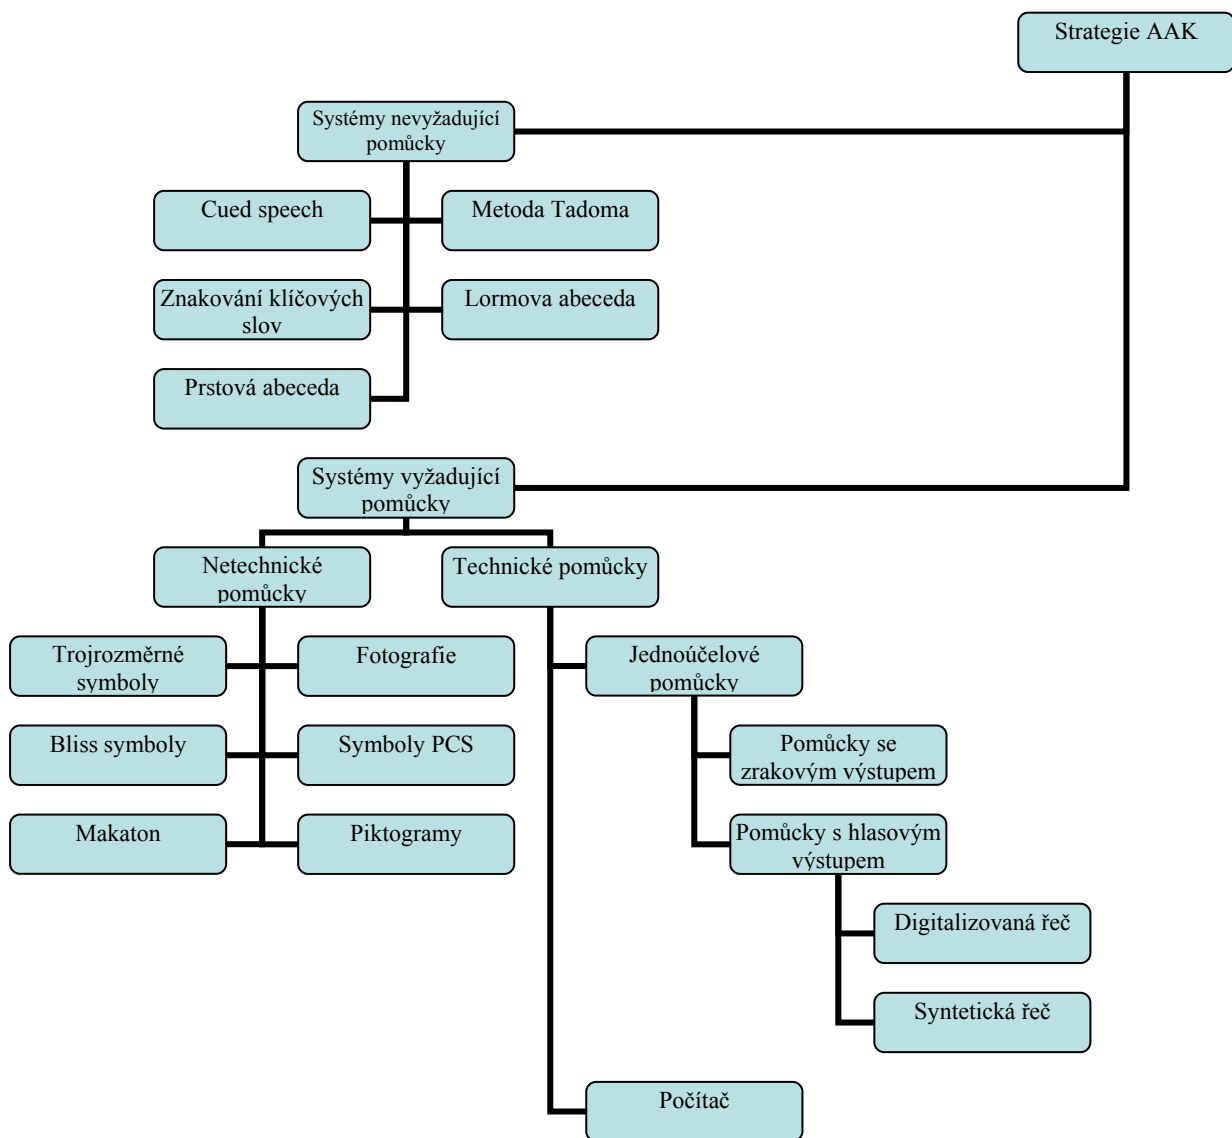 Strategie AAK
Systémy nevyžadující
pomůcky
Cued speech
Metoda Tadoma
Znakování klíčových
slov
Lormova abeceda
Prstová abeceda
Systémy vyžadující
pomůcky
Netechnické
pomůcky
Technické pomůcky
Trojrozměrné
symboly
Fotografie
Jednoúčelové
pomůcky
Bliss symboly
Symboly PCS
Pomůcky se
zrakovým výstupem
Makaton
Piktogramy
Pomůcky s hlasovým
výstupem
Digitalizovaná řeč
Syntetická řeč
Počítač